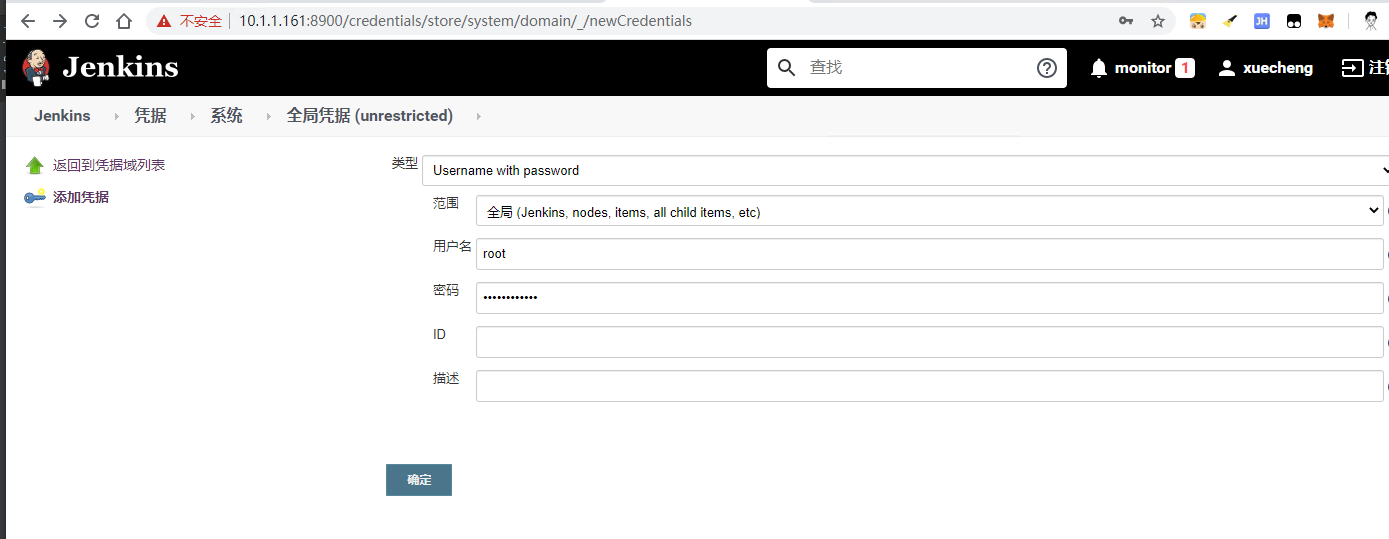 不安全 10.1.1.161:8900/credentials/store/system/domain/_/newCredentials
JH
Jenkins 查找 monitor 1 xuecheng
Jenkins 凭据 系统 全局凭据 (unrestricted)
返回到凭据域列表
添加凭据
类型 Username with password
范围 全局 (Jenkins, nodes, items, all child items, etc)
用户名 root
密码 ••••••••••••
ID
描述
确定